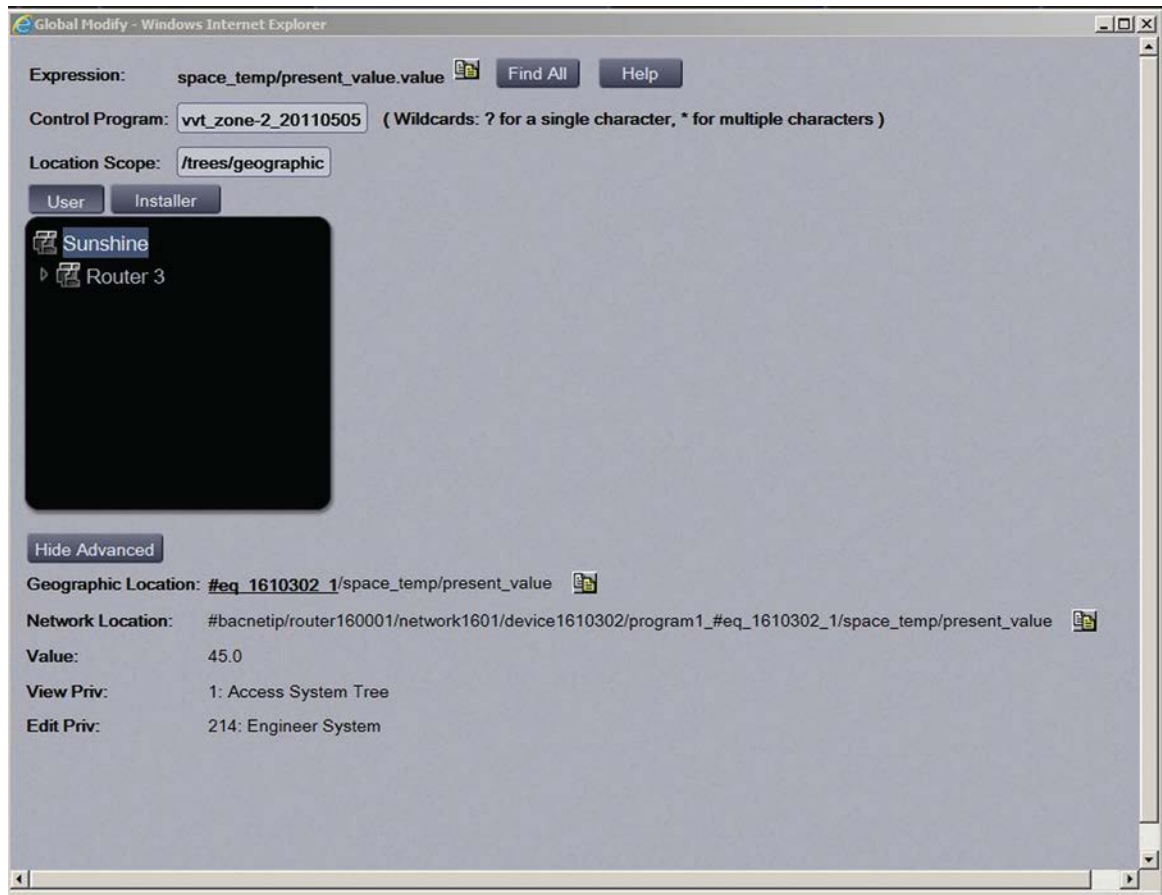 Global Modify - Windows Internet Explorer
Expression: space_temp/present_value.value Find All Help
Control Program: vvt_zone-2_20110505 ( Wildcards: ? for a single character, * for multiple characters )
Location Scope: /trees/geographic
User Installer
Sunshine
Router 3
Hide Advanced
Geographic Location: #eq_1610302_1/space_temp/present_value
Network Location: #bacnetip/router160001/network1601/device1610302/program1_#eq_1610302_1/space_temp/present_value
Value: 45.0
View Priv: 1: Access System Tree
Edit Priv: 214: Engineer System